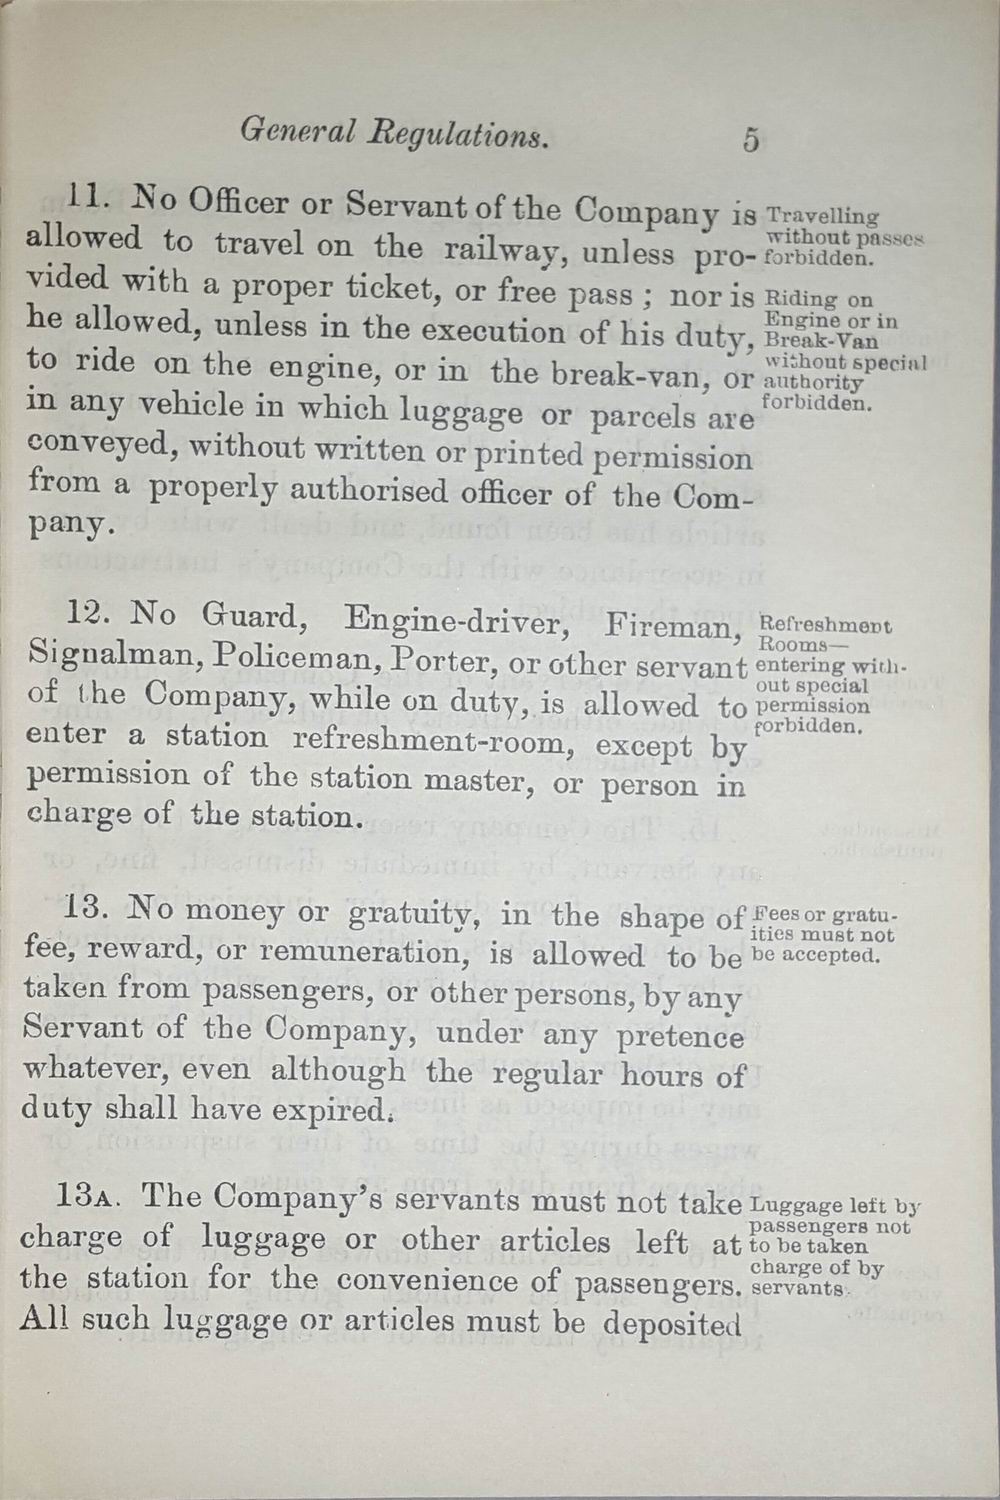 General Regulations. 5
11. No Officer or Servant of the Company is
allowed to travel on the railway, unless pro-
vided with a proper ticket, or free pass ; nor is
he allowed, unless in the execution of his duty,
to ride on the engine, or in the break-van, or
in any vehicle in which luggage or parcels are
conveyed, without written or printed permission
from a properly authorised officer of the Com-
pany.
Travelling
without passes
forbidden.
Riding on
Engine or in
Break-Van
without special
authority
forbidden.
12. No Guard, Engine-driver, Fireman,
Signalman, Policeman, Porter, or other servant
of the Company, while on duty, is allowed to
enter a station refreshment-room, except by
permission of the station master, or person in
charge of the station.
Refreshment
Rooms—
entering with-
out special
permission
forbidden.
13. No money or gratuity, in the shape of
fee, reward, or remuneration, is allowed to be
taken from passengers, or other persons, by any
Servant of the Company, under any pretence
whatever, even although the regular hours of
duty shall have expired.
Fees or gratu-
ities must not
be accepted.
13A. The Company's servants must not take
charge of luggage or other articles left at
the station for the convenience of passengers.
All such luggage or articles must be deposited
Luggage left by
passengers not
to be taken
charge of by
servants.